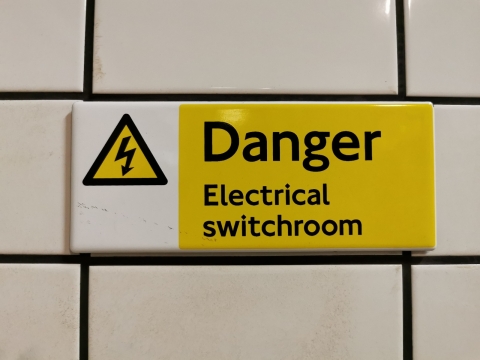 Danger
Electrical
switchroom